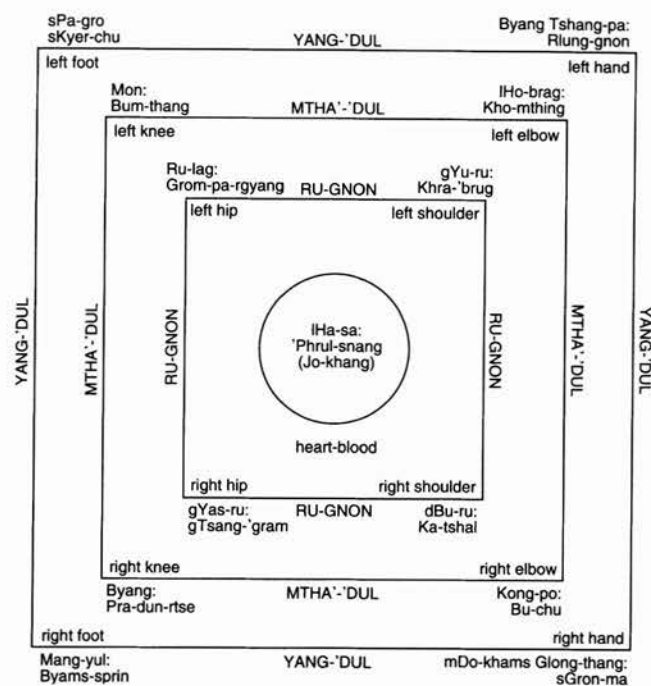 sPa-gro
sKyer-chu
YANG-'DUL
Byang Tshang-pa:
Rlung-gnon
left foot
left hand
Mon:
Bum-thang
MTHA'-'DUL
lHo-brag:
Kho-mthing
left knee
left elbow
Ru-lag:
Grom-pa-rgyang
RU-GNON
gYu-ru:
Khra-'brug
left hip
left shoulder
YANG-'DUL
MTHA'-'DUL
RU-GNON
lHa-sa:
'Phrul-snang
(Jo-khang)
RU-GNON
MTHA'-'DUL
YANG-'DUL
heart-blood
right hip
right shoulder
gYas-ru:
gTsang-'gram
RU-GNON
dBu-ru:
Ka-tshal
right knee
right elbow
Byang:
Pra-dun-rtse
MTHA'-'DUL
Kong-po:
Bu-chu
right foot
right hand
Mang-yul:
Byams-sprin
YANG-'DUL
mDo-khams Glong-thang:
sGron-ma